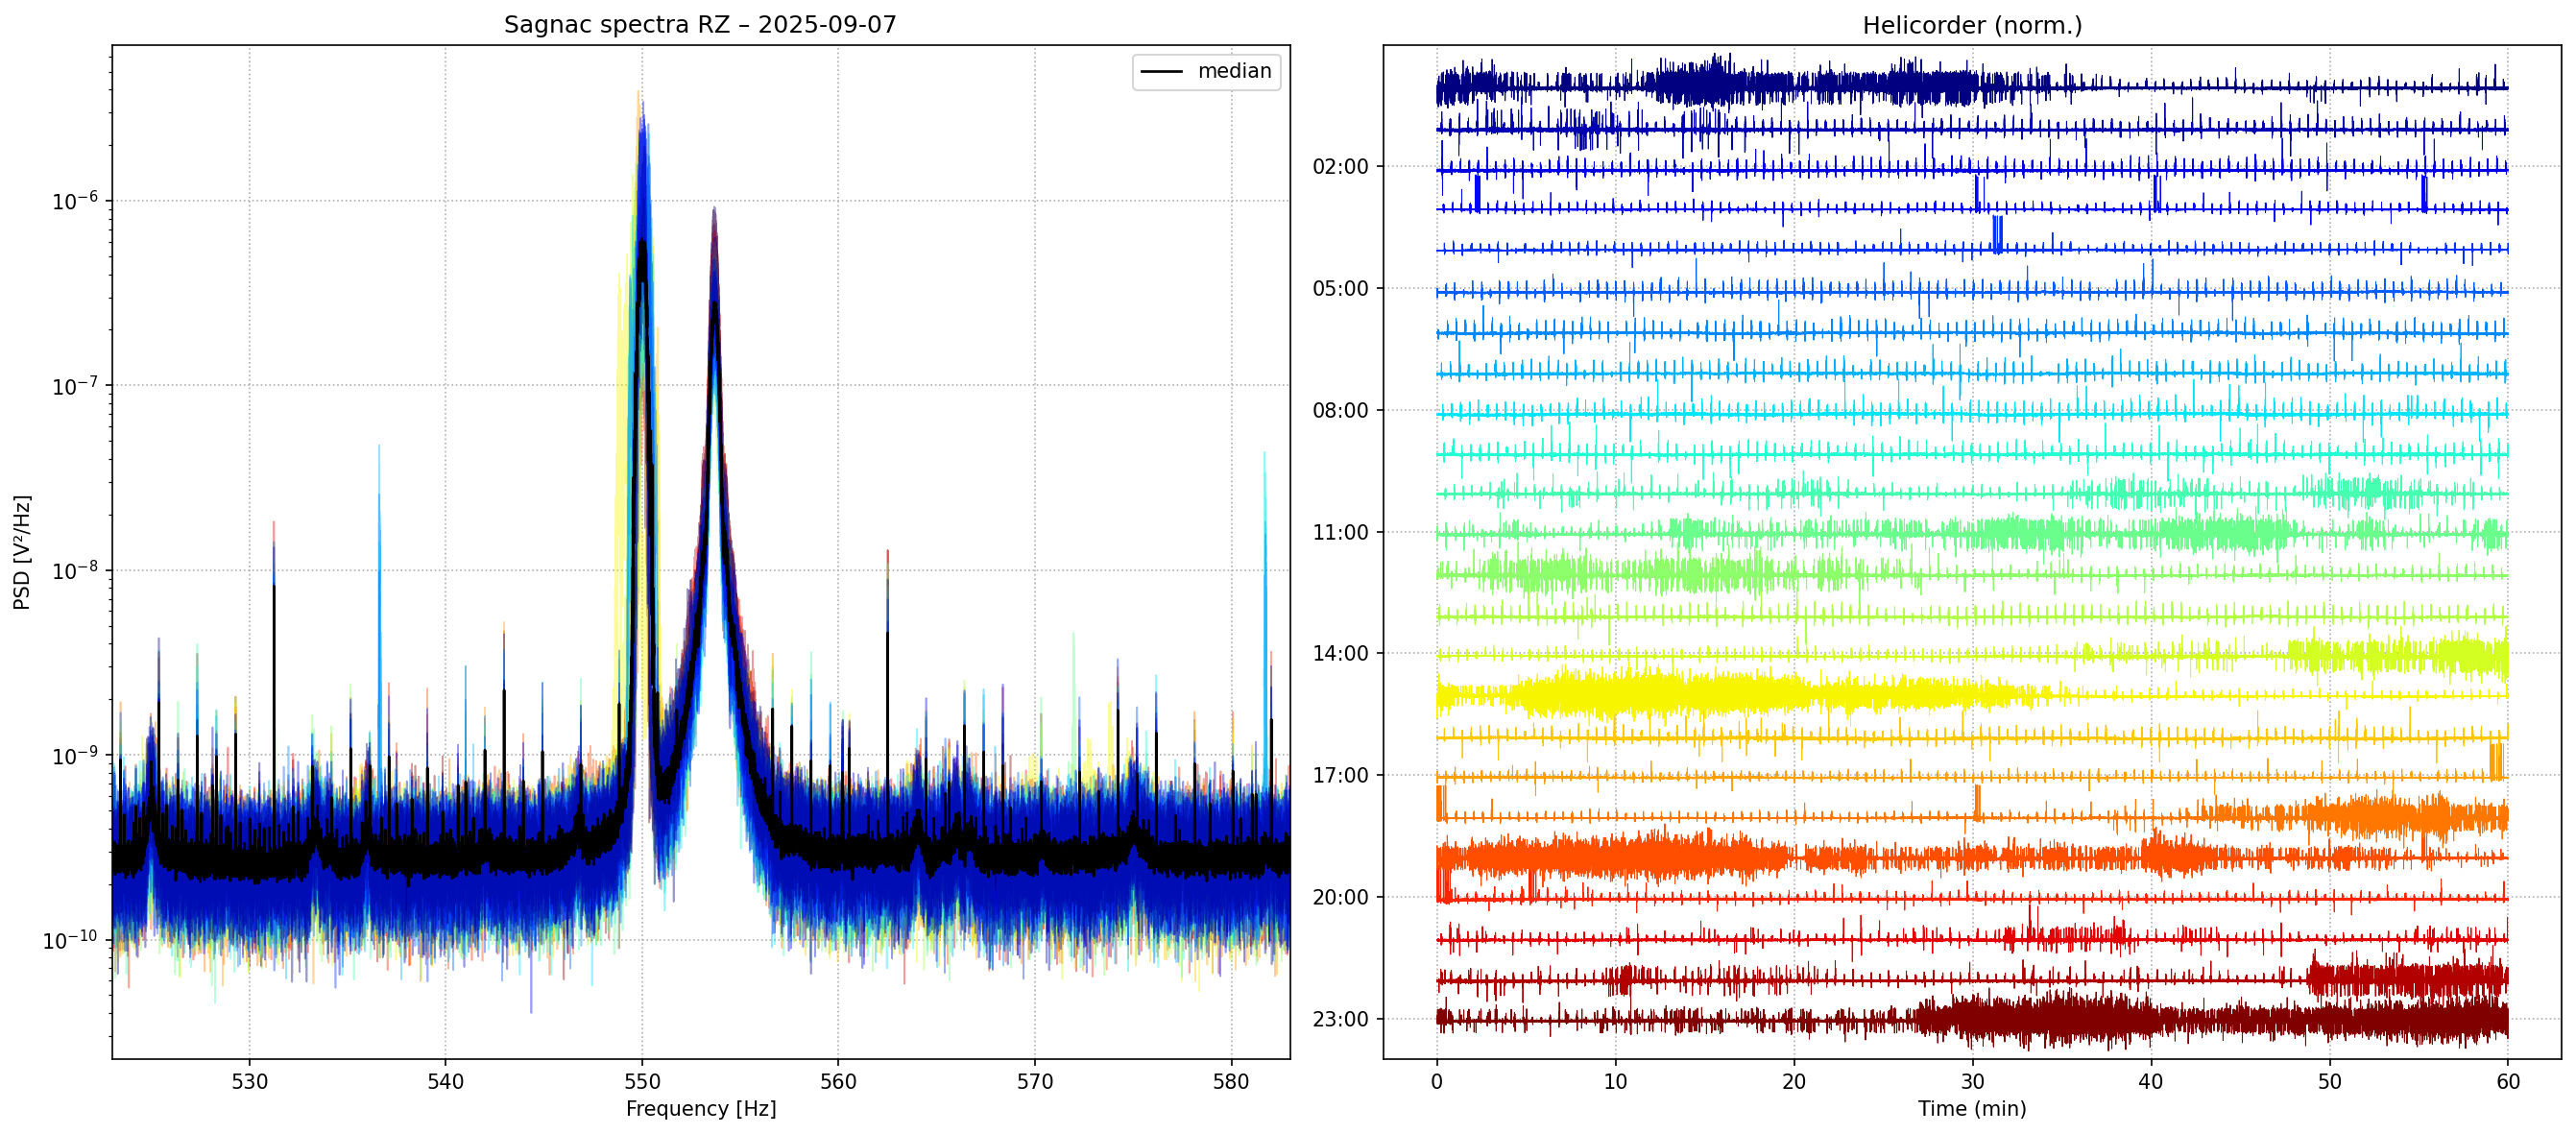 Sagnac spectra RZ – 2025-09-07
median
PSD [V²/Hz]
10⁻⁶
10⁻⁷
10⁻⁸
10⁻⁹
10⁻¹⁰
530 540 550 560 570 580
Frequency [Hz]
Helicorder (norm.)
02:00
05:00
08:00
11:00
14:00
17:00
20:00
23:00
0 10 20 30 40 50 60
Time (min)